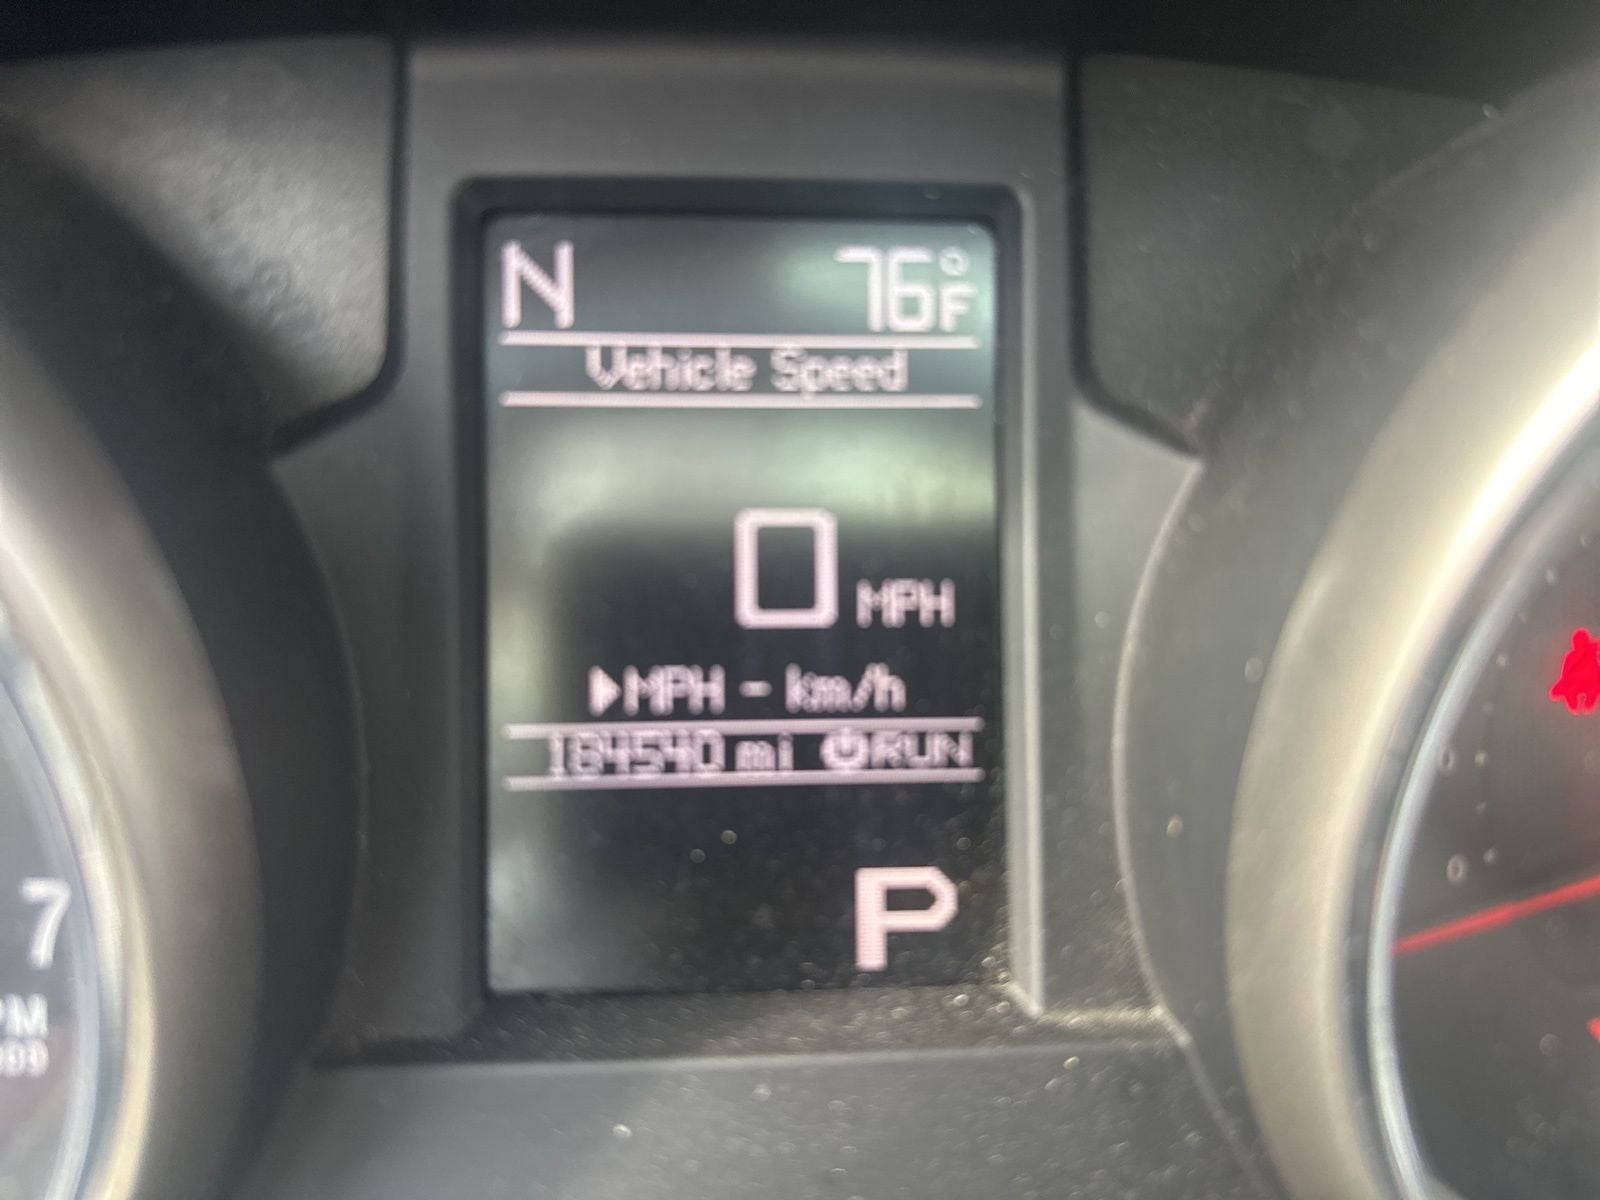 N 76°F
Vehicle Speed
0 MPH
▶MPH - km/h
184540 mi ⏻RUN
P
7